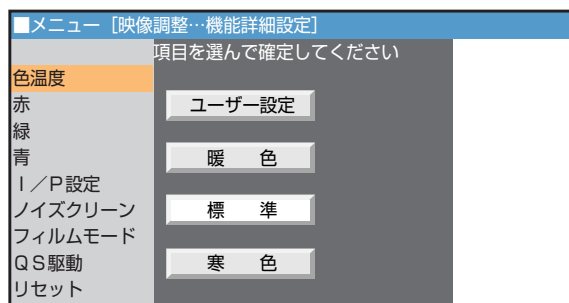 ■メニュー［映像調整…機能詳細設定］
項目を選んで確定してください
色温度
赤
緑
青
Ｉ／Ｐ設定
ノイズクリーン
フィルムモード
ＱＳ駆動
リセット
ユーザー設定
暖　色
標　準
寒　色